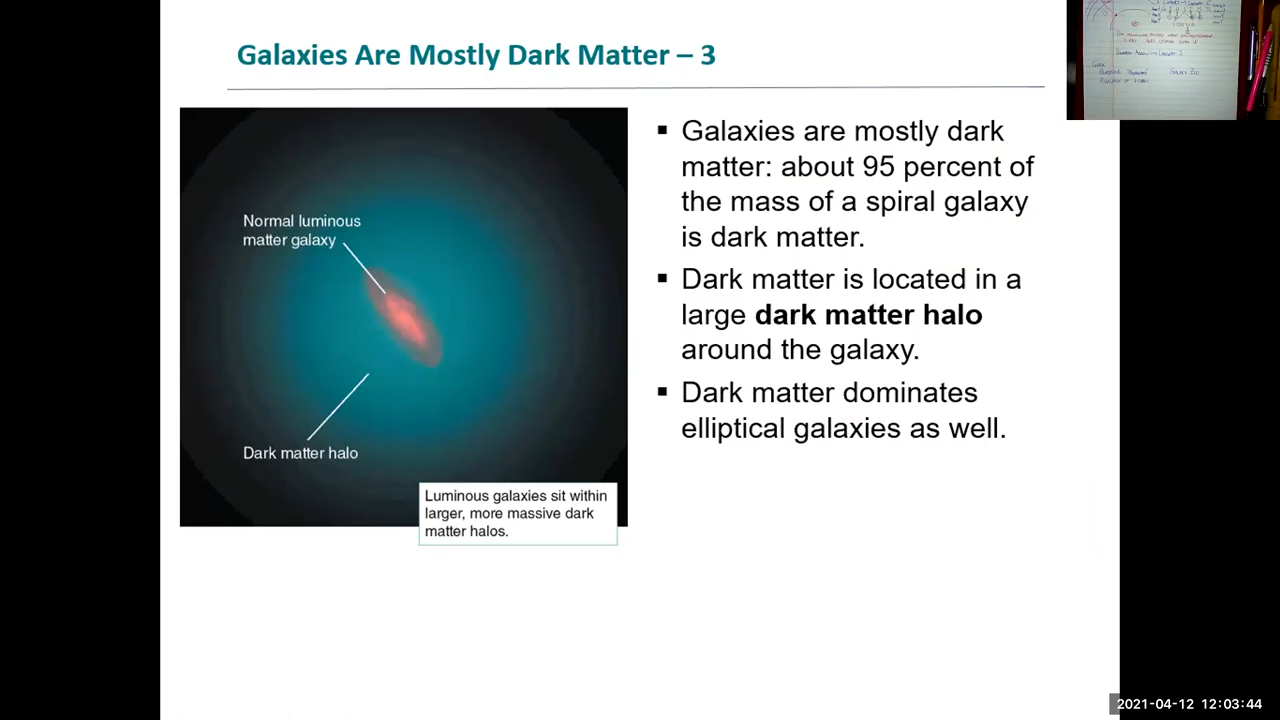 Galaxies Are Mostly Dark Matter – 3
Normal luminous
matter galaxy
Dark matter halo
Luminous galaxies sit within
larger, more massive dark
matter halos.
▪ Galaxies are mostly dark
matter: about 95 percent of
the mass of a spiral galaxy
is dark matter.
▪ Dark matter is located in a
large dark matter halo
around the galaxy.
▪ Dark matter dominates
elliptical galaxies as well.
2021-04-12 12:03:44